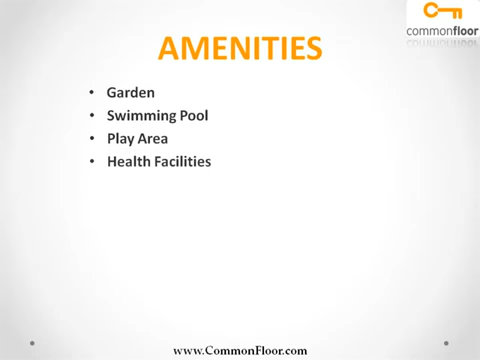 commonfloor
AMENITIES
• Garden
• Swimming Pool
• Play Area
• Health Facilities
www.CommonFloor.com